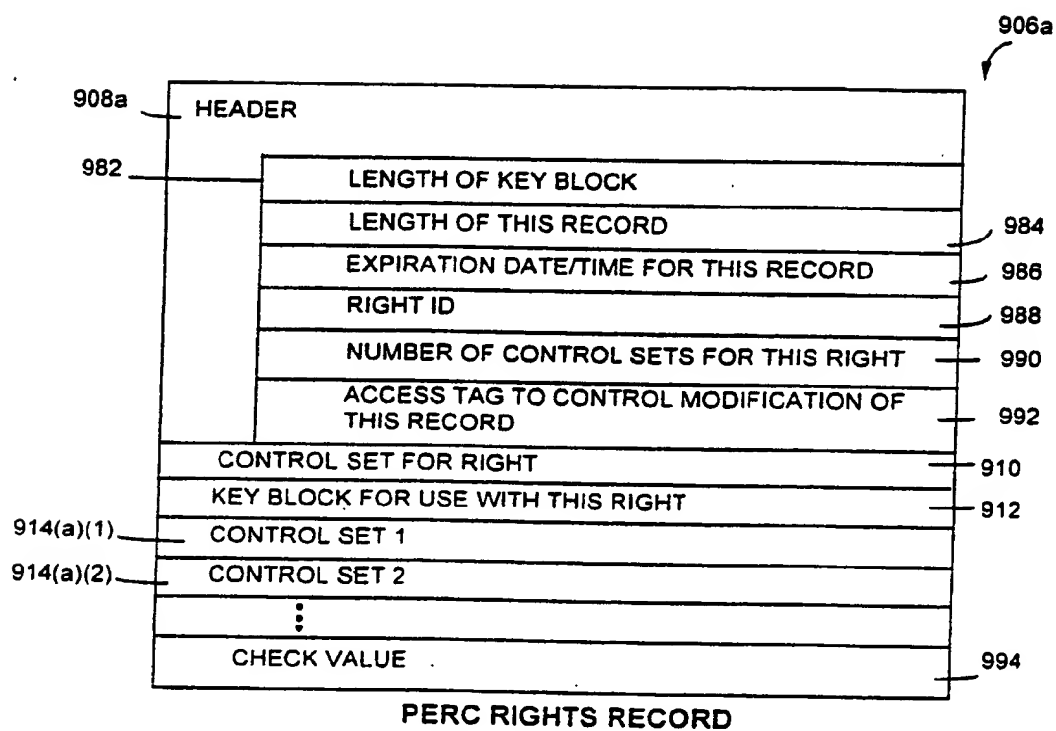 906a
908a
HEADER
982
LENGTH OF KEY BLOCK
LENGTH OF THIS RECORD
984
EXPIRATION DATE/TIME FOR THIS RECORD
986
RIGHT ID
988
NUMBER OF CONTROL SETS FOR THIS RIGHT
990
ACCESS TAG TO CONTROL MODIFICATION OF
THIS RECORD
992
CONTROL SET FOR RIGHT
910
KEY BLOCK FOR USE WITH THIS RIGHT
912
914(a)(1)
CONTROL SET 1
914(a)(2)
CONTROL SET 2
CHECK VALUE
994
PERC RIGHTS RECORD